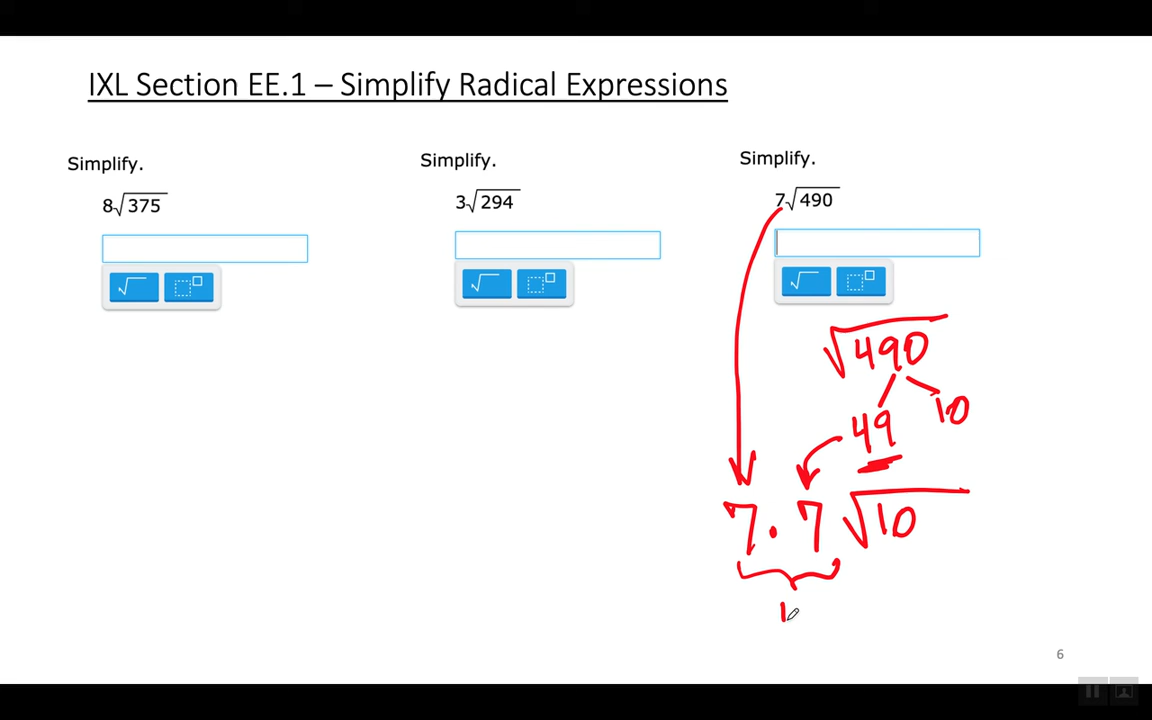 IXL Section EE.1 – Simplify Radical Expressions
Simplify.
8√375
Simplify.
3√294
Simplify.
7√490
√490
49 10
7 · 7 √10
6